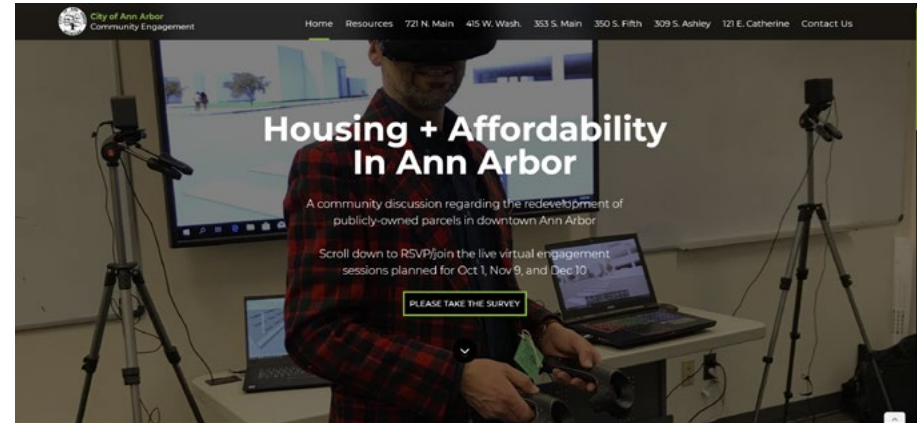 City of Ann Arbor
Community Engagement
Home Resources 721 N. Main 415 W. Wash. 353 S. Main 350 S. Fifth 309 S. Ashley 121 E. Catherine Contact Us
Housing + Affordability
In Ann Arbor
A community discussion regarding the redevelopment of
publicly-owned parcels in downtown Ann Arbor
Scroll down to RSVP/join the live virtual engagement
sessions planned for Oct 1, Nov 9, and Dec 10
PLEASE TAKE THE SURVEY